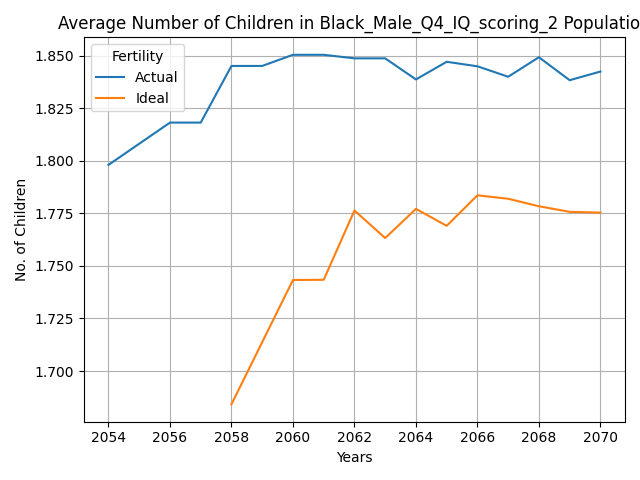 Average Number of Children in Black_Male_Q4_IQ_scoring_2 Populatio
Fertility
Actual
Ideal
No. of Children
1.850
1.825
1.800
1.775
1.750
1.725
1.700
2054 2056 2058 2060 2062 2064 2066 2068 2070
Years